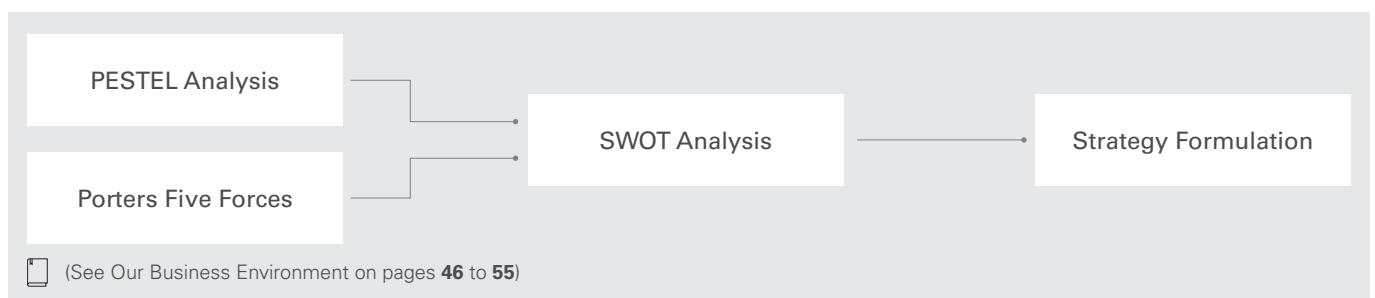 PESTEL Analysis
Porters Five Forces
SWOT Analysis
Strategy Formulation
(See Our Business Environment on pages 46 to 55)